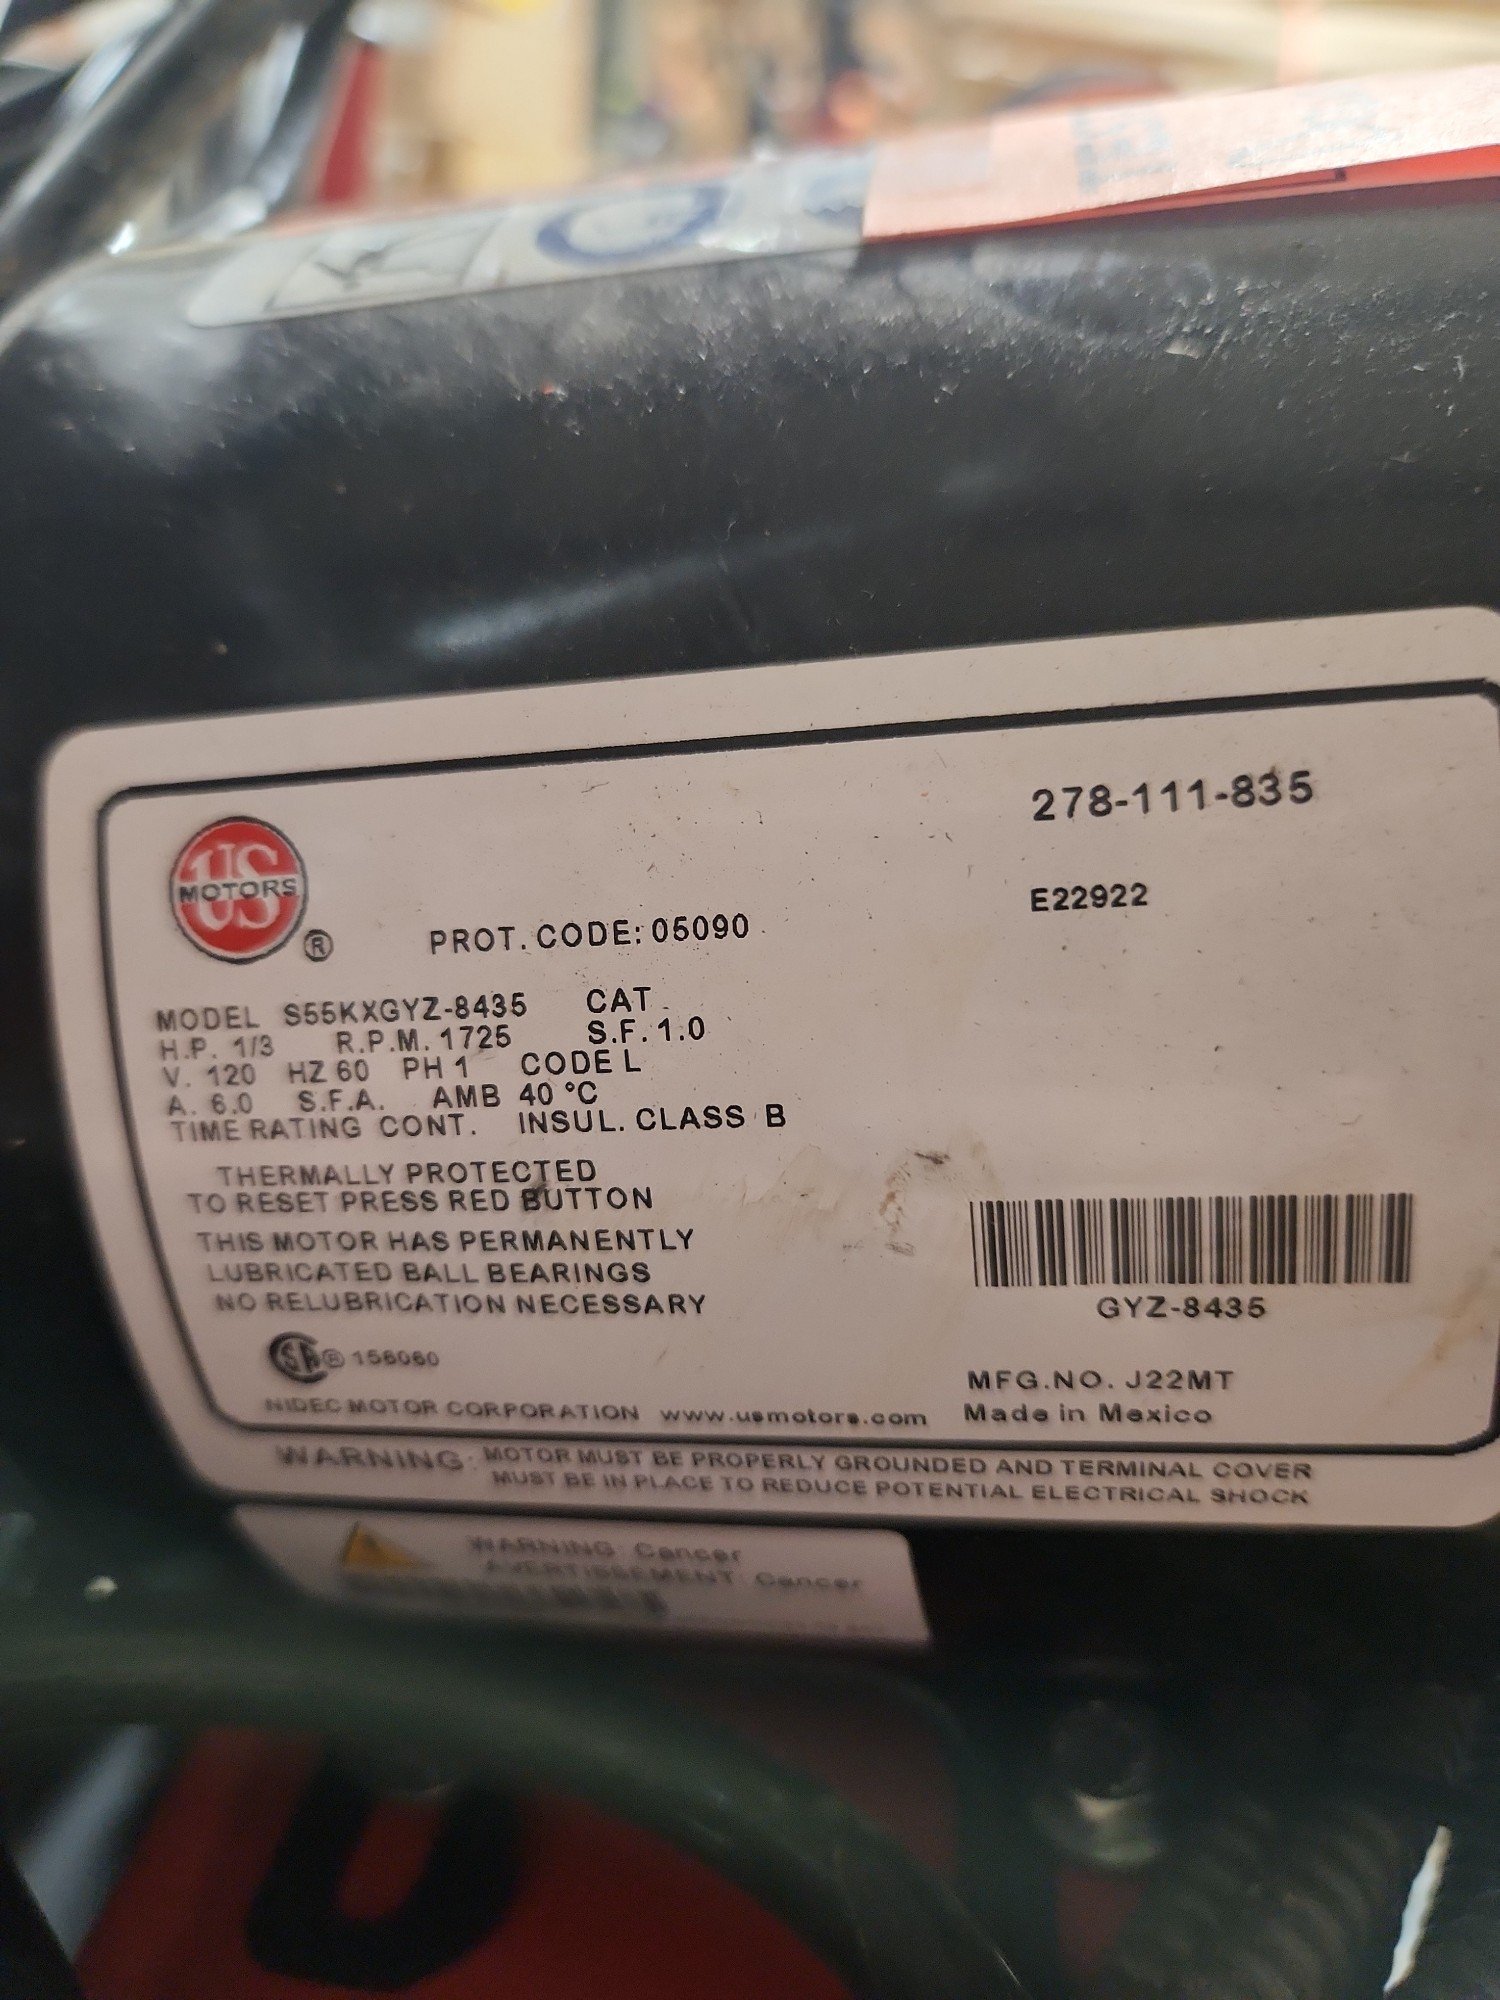 278-111-835
US
MOTORS
®
PROT. CODE: 05090
E22922
MODEL S55KXGYZ-8435 CAT.
H.P. 1/3 R.P.M. 1725 S.F. 1.0
V. 120 HZ 60 PH 1 CODE L
A. 6.0 S.F.A. AMB 40 °C
TIME RATING CONT. INSUL. CLASS B
THERMALLY PROTECTED
TO RESET PRESS RED BUTTON
THIS MOTOR HAS PERMANENTLY
LUBRICATED BALL BEARINGS
NO RELUBRICATION NECESSARY
GYZ-8435
SA ® 156060
MFG.NO. J22MT
NIDEC MOTOR CORPORATION www.usmotors.com Made in Mexico
WARNING: MOTOR MUST BE PROPERLY GROUNDED AND TERMINAL COVER
MUST BE IN PLACE TO REDUCE POTENTIAL ELECTRICAL SHOCK
WARNING: Cancer
AVERTISSEMENT Cancer